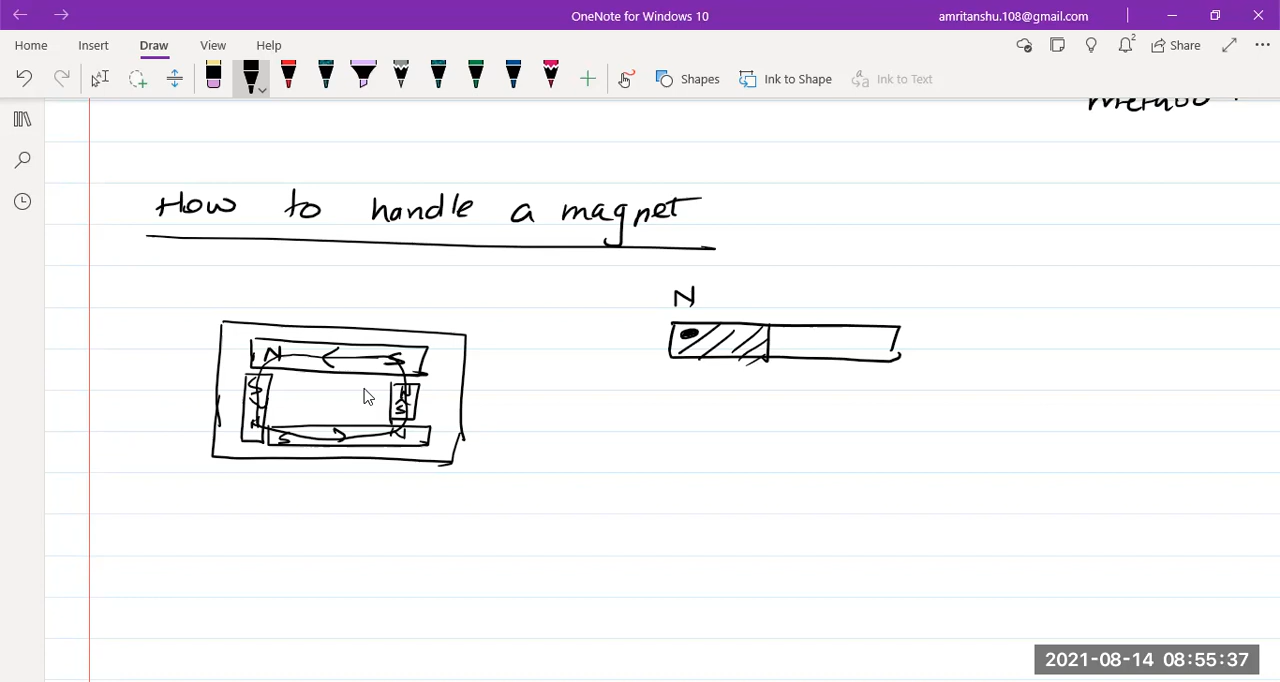 OneNote for Windows 10
amritanshu.108@gmail.com
Home Insert Draw View Help
2 Share
Shapes Ink to Shape Ink to Text
How to handle a magnet
N
N S
S N
N S
S N
2021-08-14 08:55:37